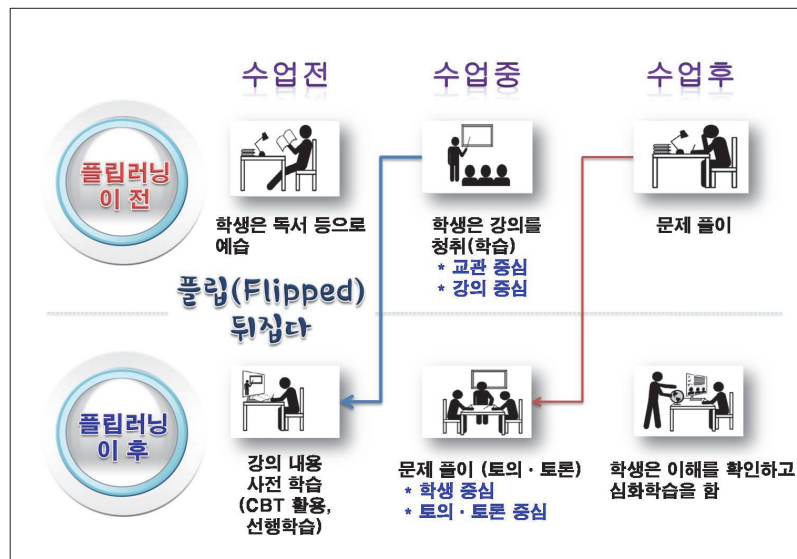 수업전 수업중 수업후
플립러닝
이 전
학생은 독서 등으로
예습
학생은 강의를
청취(학습)
* 교관 중심
* 강의 중심
문제 풀이
플립(Flipped)
뒤집다
플립러닝
이 후
강의 내용
사전 학습
(CBT 활용,
선행학습)
문제 풀이 (토의 · 토론)
* 학생 중심
* 토의 · 토론 중심
학생은 이해를 확인하고
심화학습을 함